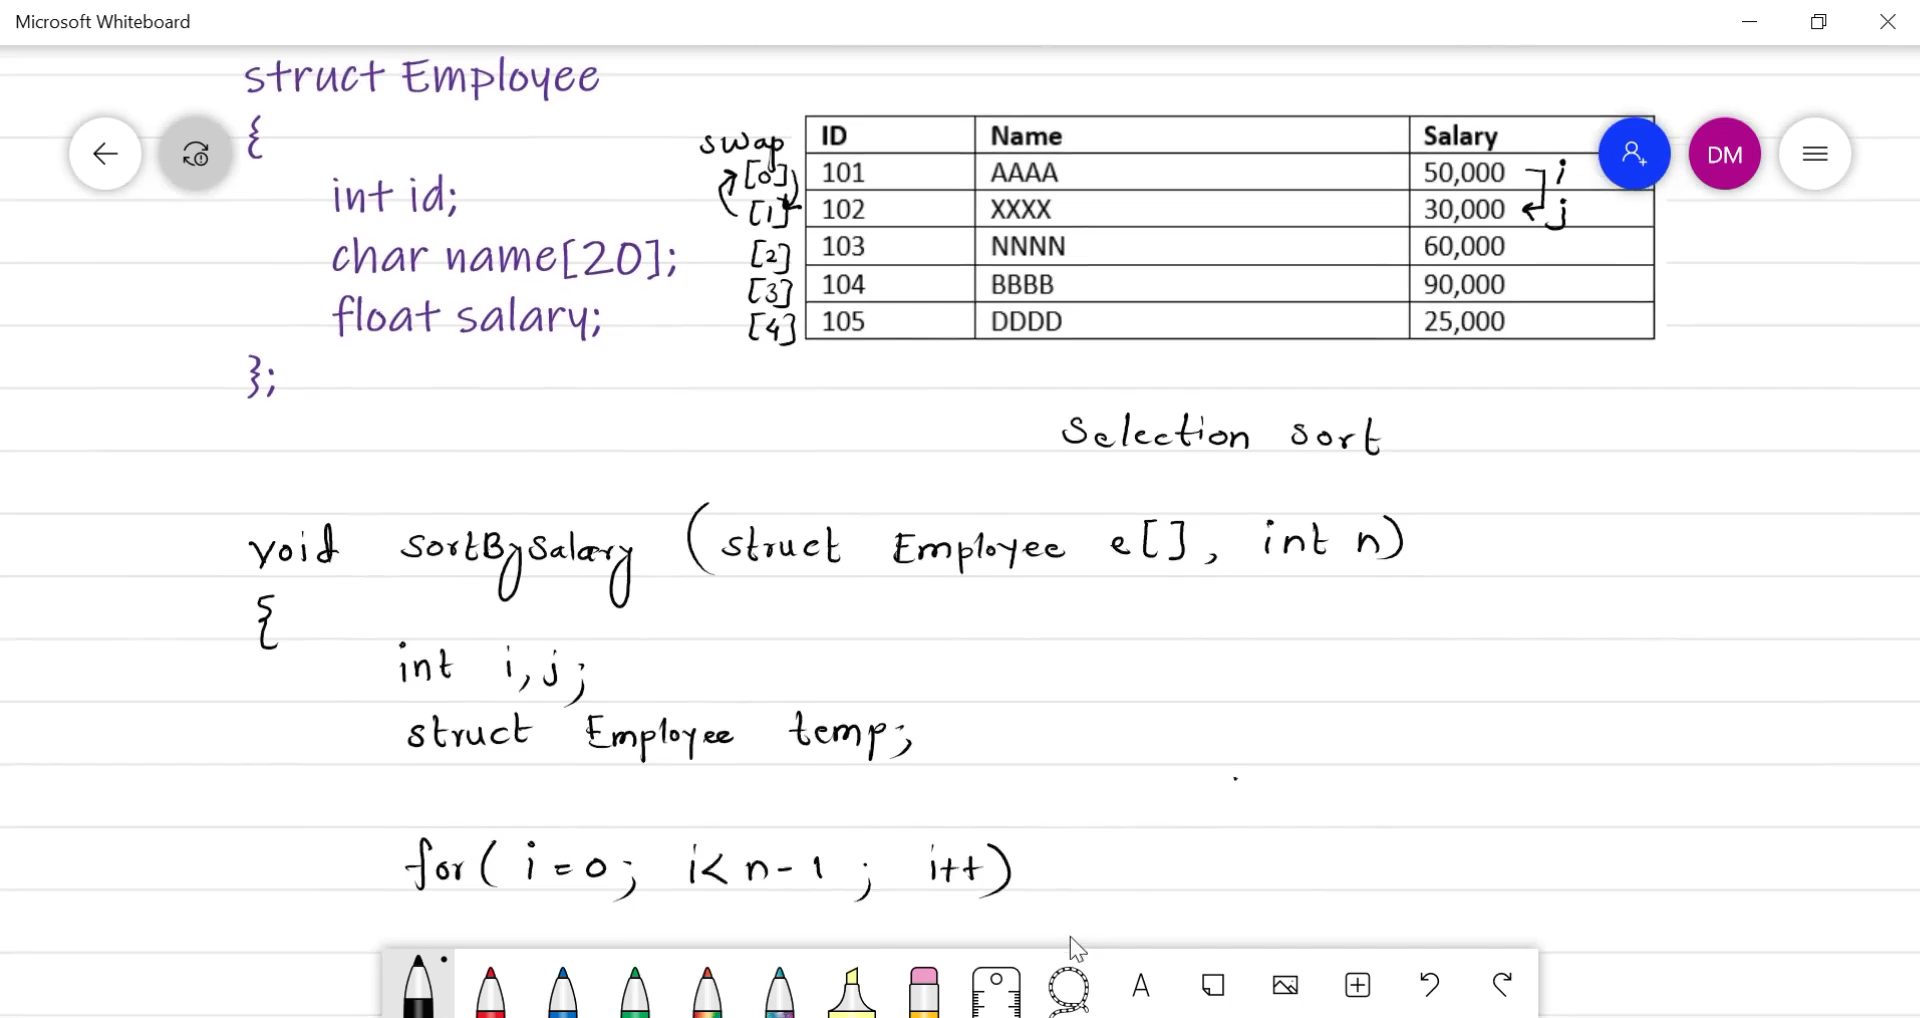 Microsoft Whiteboard
struct Employee
{
int id;
char name[20];
float salary;
};
swap
ID Name Salary
[0] 101 AAAA 50,000 i
[1] 102 XXXX 30,000 j
[2] 103 NNNN 60,000
[3] 104 BBBB 90,000
[4] 105 DDDD 25,000
DM
Selection sort
void sortBySalary (struct Employee e[], int n)
{
int i,j;
struct Employee temp;
for( i=0; i<n-1; i++)
A